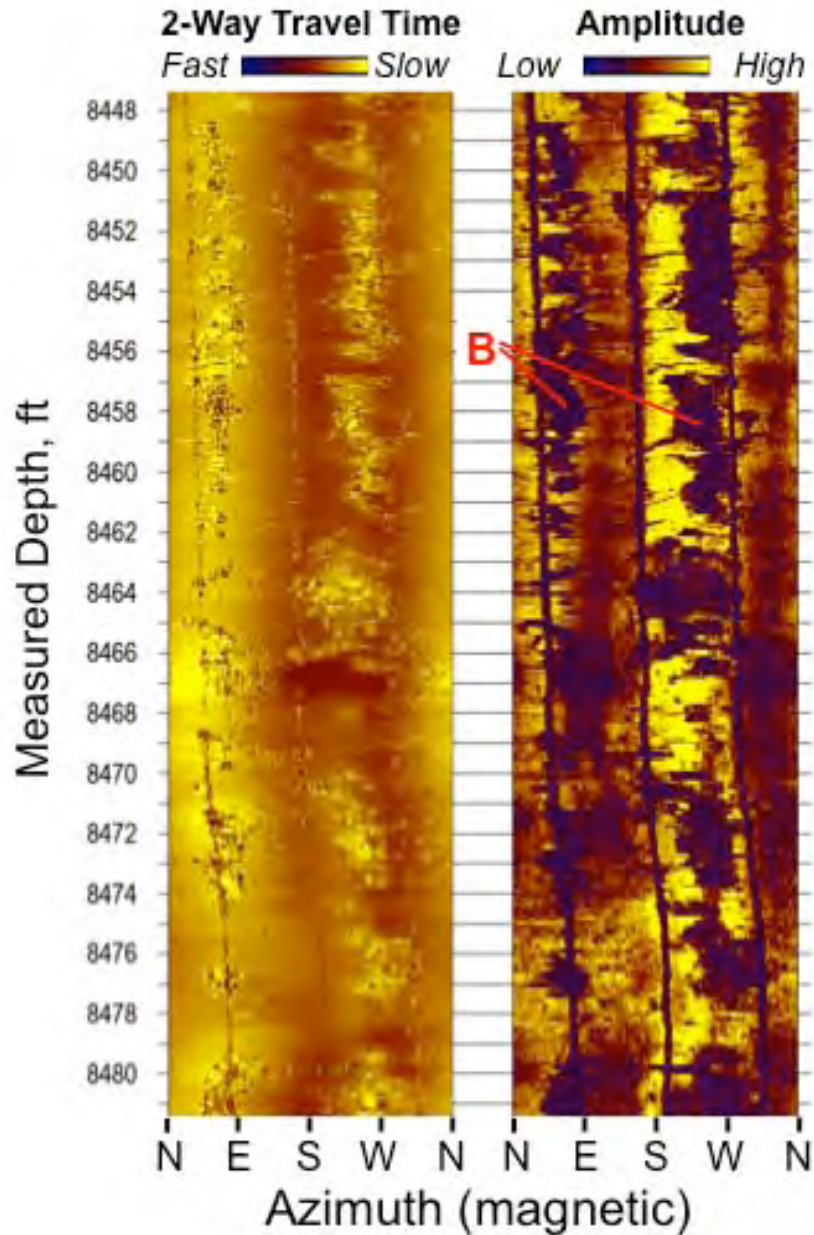 2-Way Travel Time Amplitude
Fast Slow Low High
8448
8450
8452
8454
8456
8458
8460
8462
8464
8466
8468
8470
8472
8474
8476
8478
8480
B
Measured Depth, ft
N E S W N N E S W N
Azimuth (magnetic)